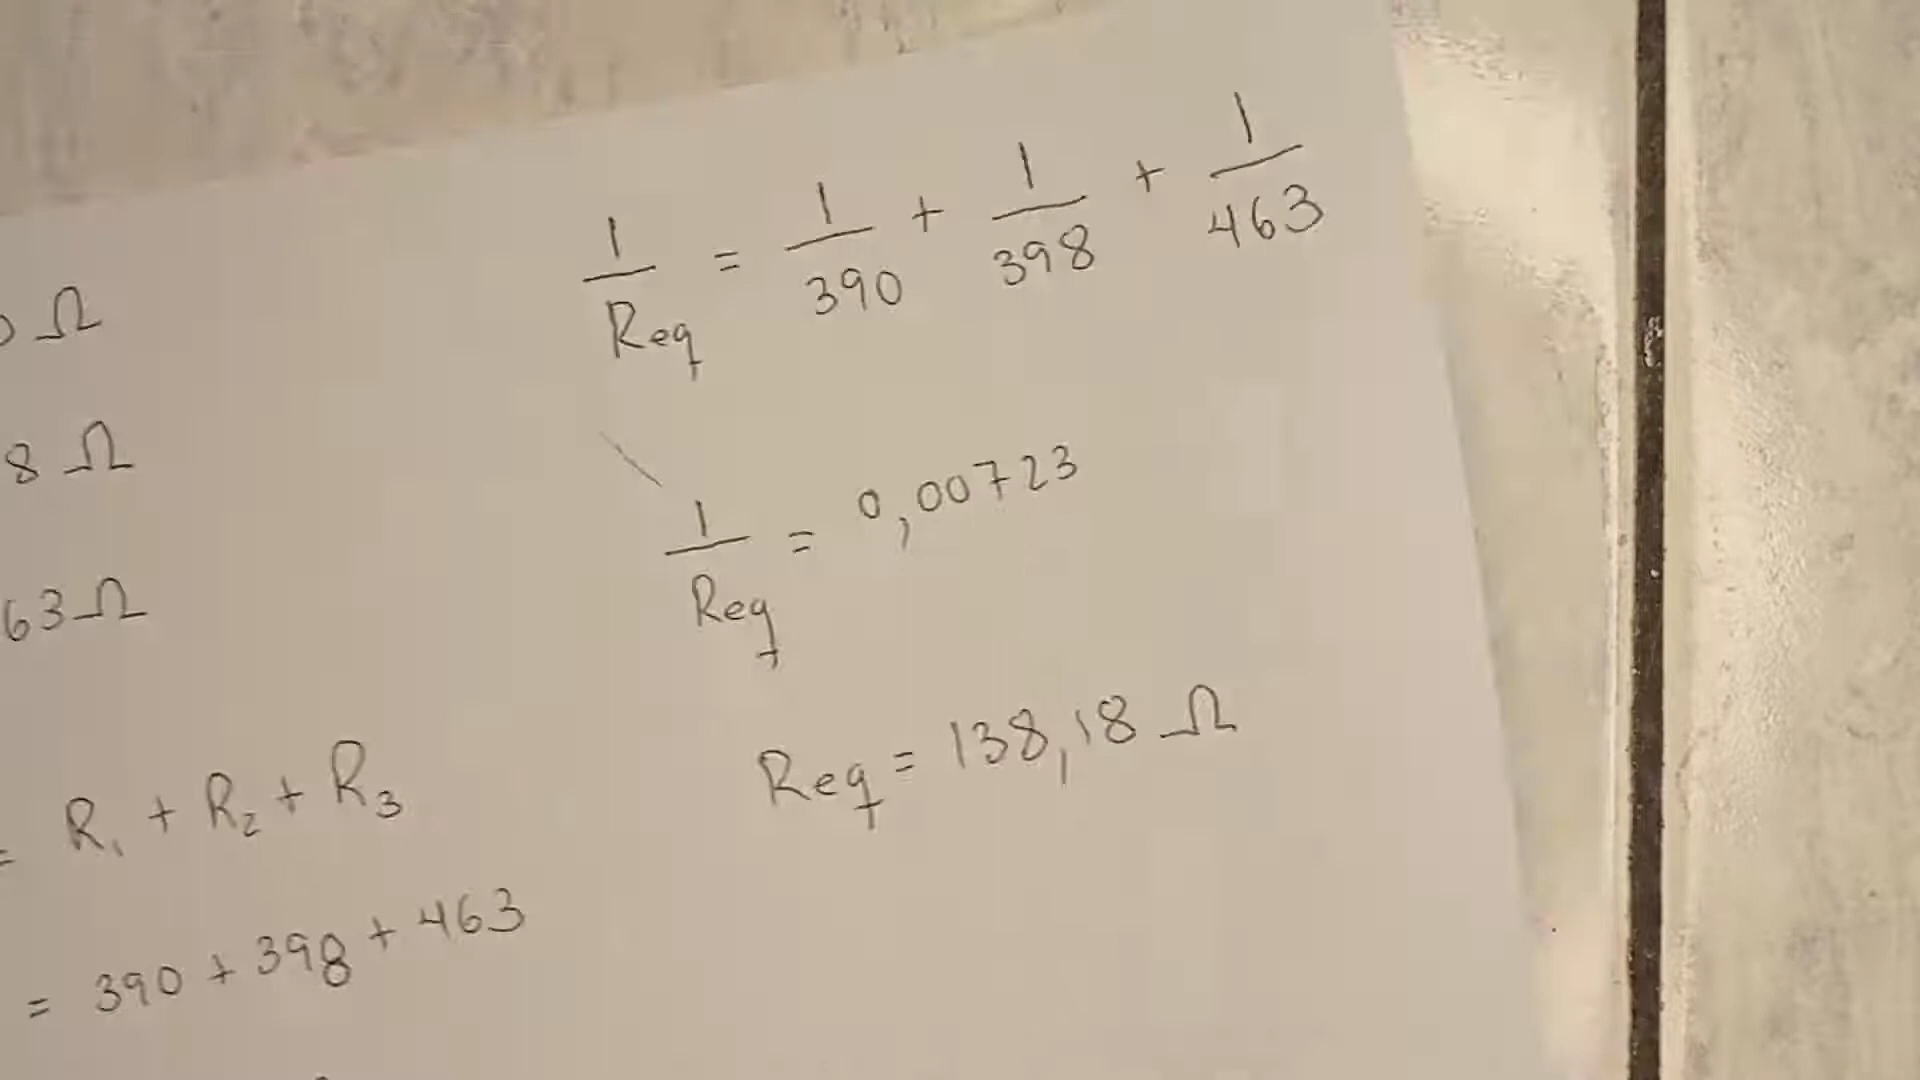 Ω
8 Ω
63 Ω
= R₁ + R₂ + R₃
= 390 + 398 + 463
1/Req = 1/390 + 1/398 + 1/463
1/Req = 0,00723
Req = 138,18 Ω